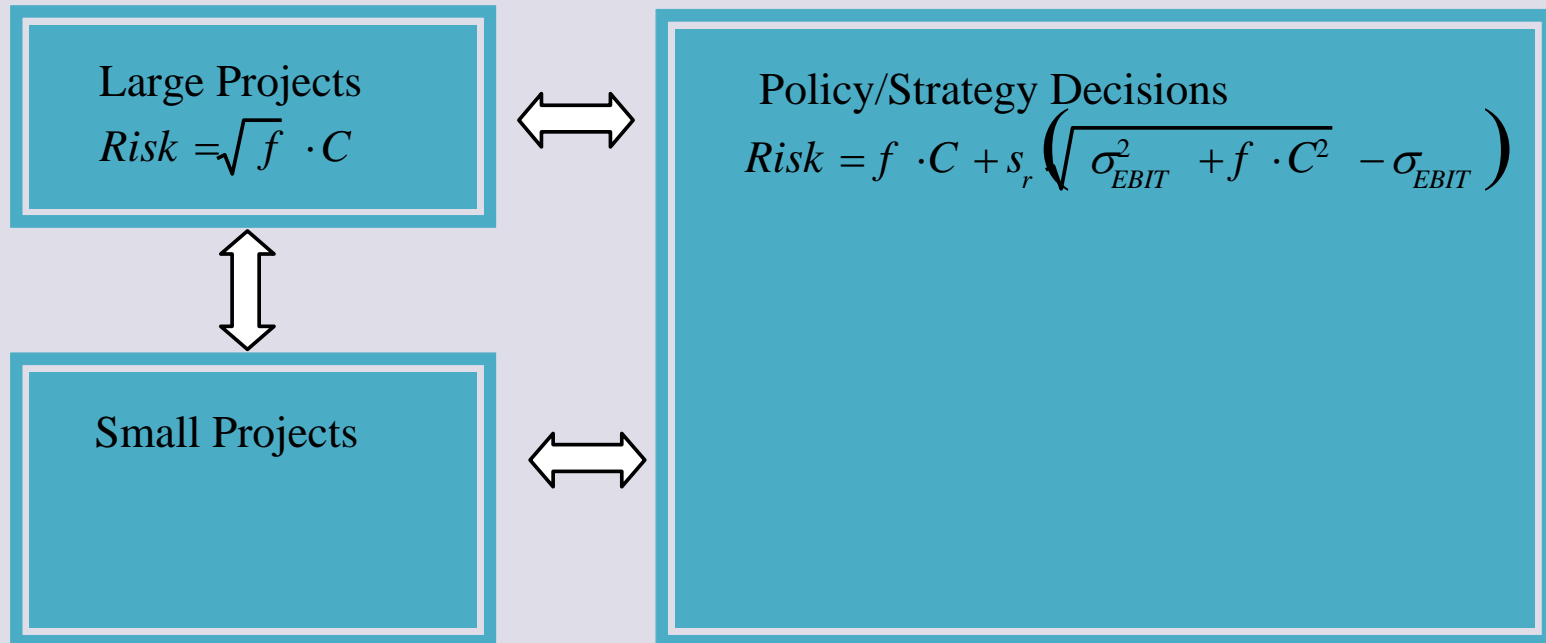 Large Projects
Risk = √f · C
Policy/Strategy Decisions
Risk = f · C + s_r (√(σ²_EBIT + f · C²) − σ_EBIT)
Small Projects